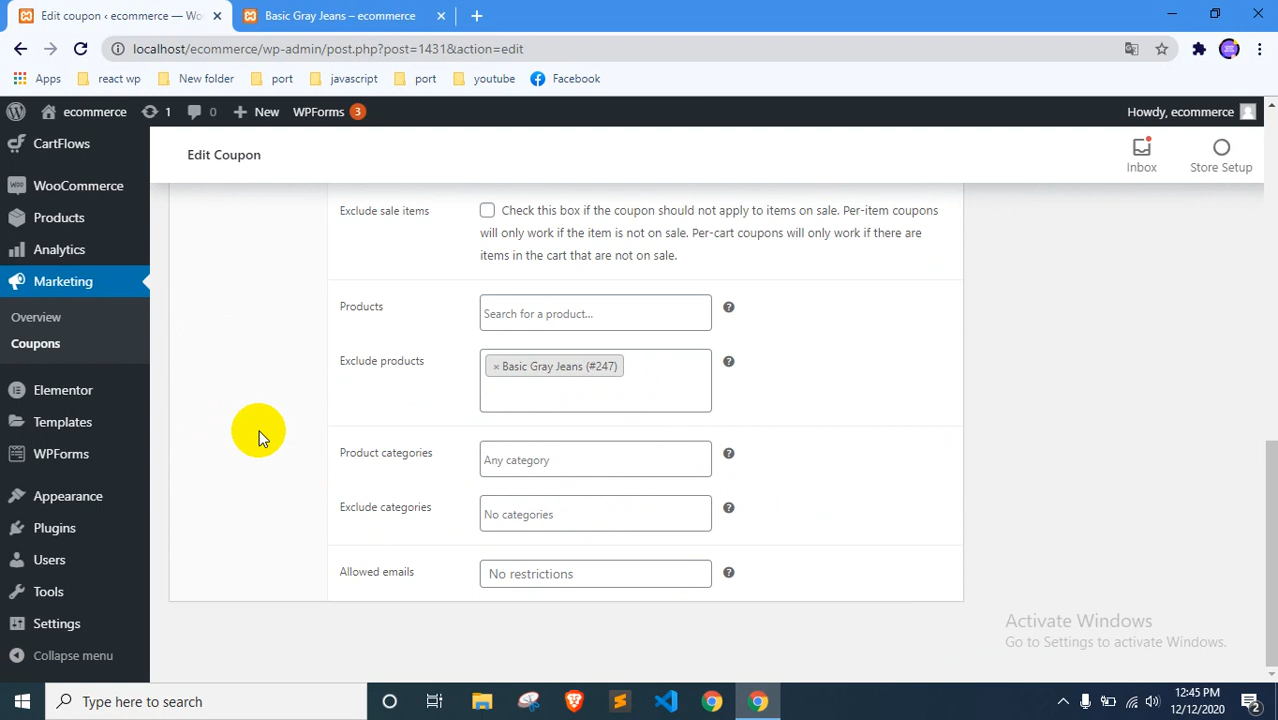 Edit coupon ‹ ecommerce — Wo
Basic Gray Jeans – ecommerce
localhost/ecommerce/wp-admin/post.php?post=1431&action=edit
Apps
react wp
New folder
port
javascript
port
youtube
Facebook
ecommerce
1
0
New
WPForms 3
Howdy, ecommerce
CartFlows
WooCommerce
Products
Analytics
Marketing
Overview
Coupons
Elementor
Templates
WPForms
Appearance
Plugins
Users
Tools
Settings
Collapse menu
Edit Coupon
Inbox
Store Setup
Exclude sale items
Check this box if the coupon should not apply to items on sale. Per-item coupons
will only work if the item is not on sale. Per-cart coupons will only work if there are
items in the cart that are not on sale.
Products
Search for a product...
Exclude products
× Basic Gray Jeans (#247)
Product categories
Any category
Exclude categories
No categories
Allowed emails
No restrictions
Activate Windows
Go to Settings to activate Windows.
Type here to search
12:45 PM
12/12/2020
2